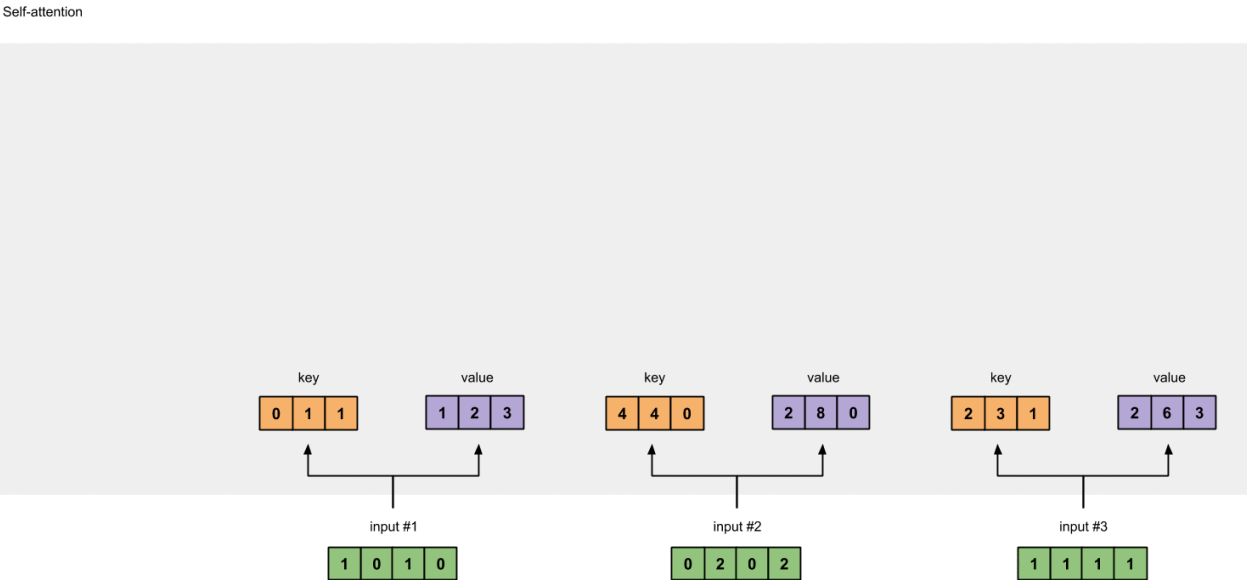 Self-attention
key value key value key value
0 1 1 1 2 3 4 4 0 2 8 0 2 3 1 2 6 3
input #1 input #2 input #3
1 0 1 0 0 2 0 2 1 1 1 1